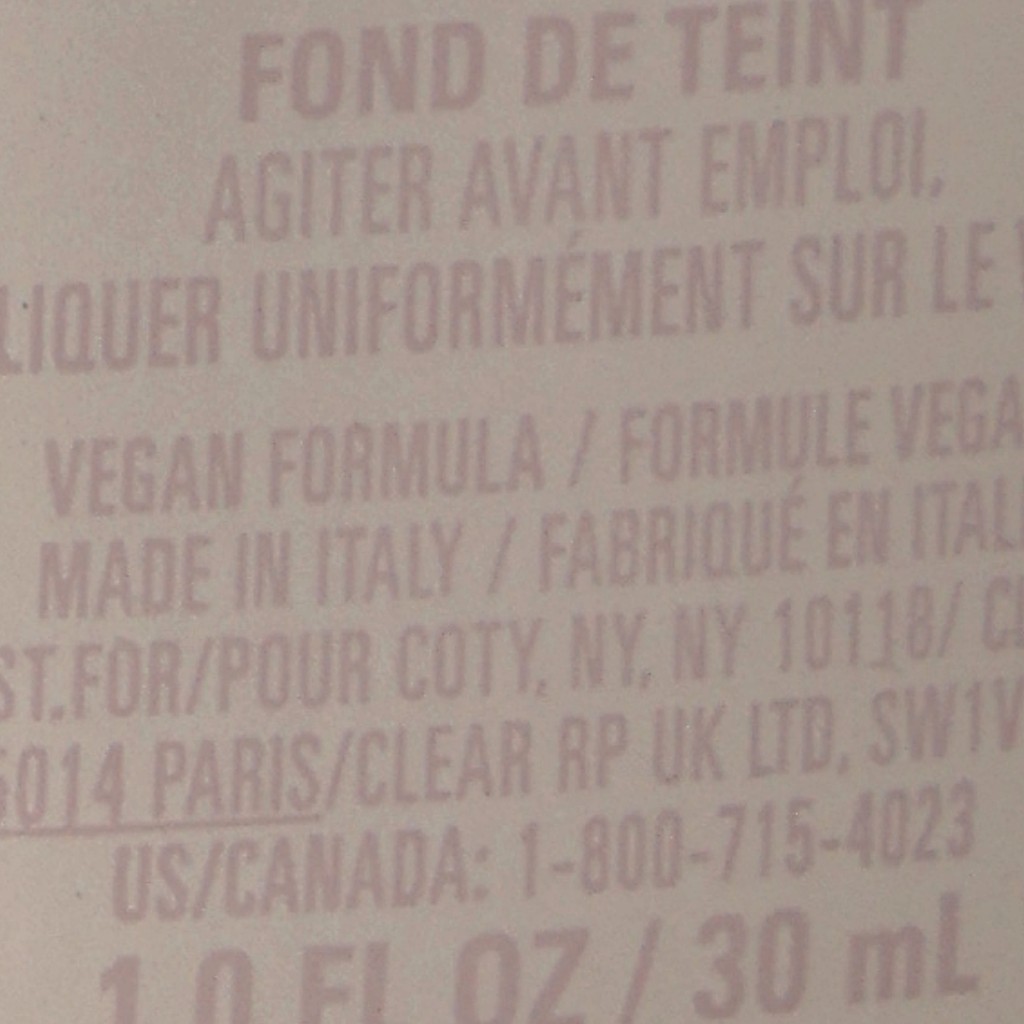 FOND DE TEINT
AGITER AVANT EMPLOI,
LIQUER UNIFORMÉMENT SUR LE
VEGAN FORMULA / FORMULE VEGA
MADE IN ITALY / FABRIQUÉ EN ITALI
ST.FOR/POUR COTY, NY, NY 10118/ C
5014 PARIS/CLEAR RP UK LTD, SW1V
US/CANADA: 1-800-715-4023
1.0 FL OZ / 30 mL